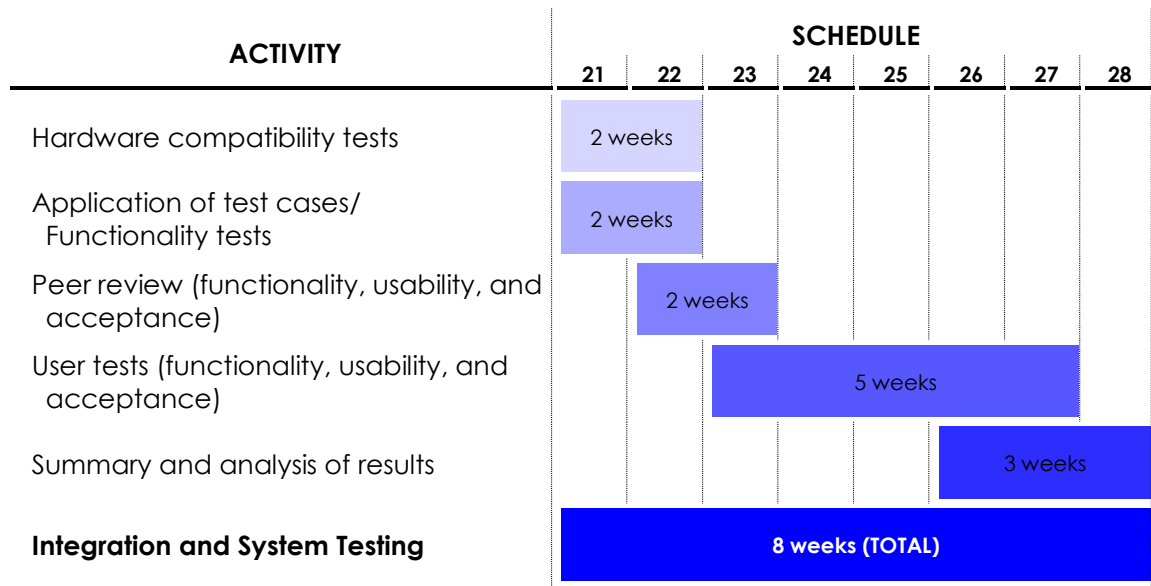 ACTIVITY
SCHEDULE
21 22 23 24 25 26 27 28
Hardware compatibility tests
2 weeks
Application of test cases/
Functionality tests
2 weeks
Peer review (functionality, usability, and
acceptance)
2 weeks
User tests (functionality, usability, and
acceptance)
5 weeks
Summary and analysis of results
3 weeks
Integration and System Testing
8 weeks (TOTAL)